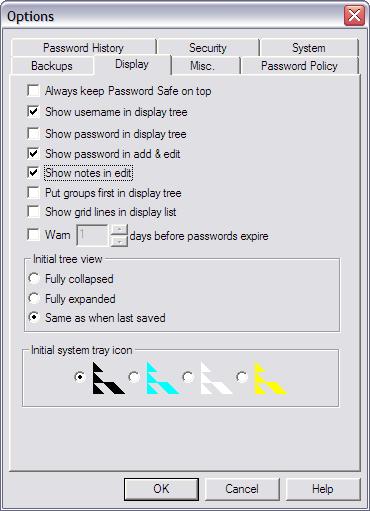 Options
Password History Security System
Backups Display Misc. Password Policy
Always keep Password Safe on top
Show username in display tree
Show password in display tree
Show password in add & edit
Show notes in edit
Put groups first in display tree
Show grid lines in display list
Warn 1 days before passwords expire
Initial tree view
Fully collapsed
Fully expanded
Same as when last saved
Initial system tray icon
OK Cancel Help